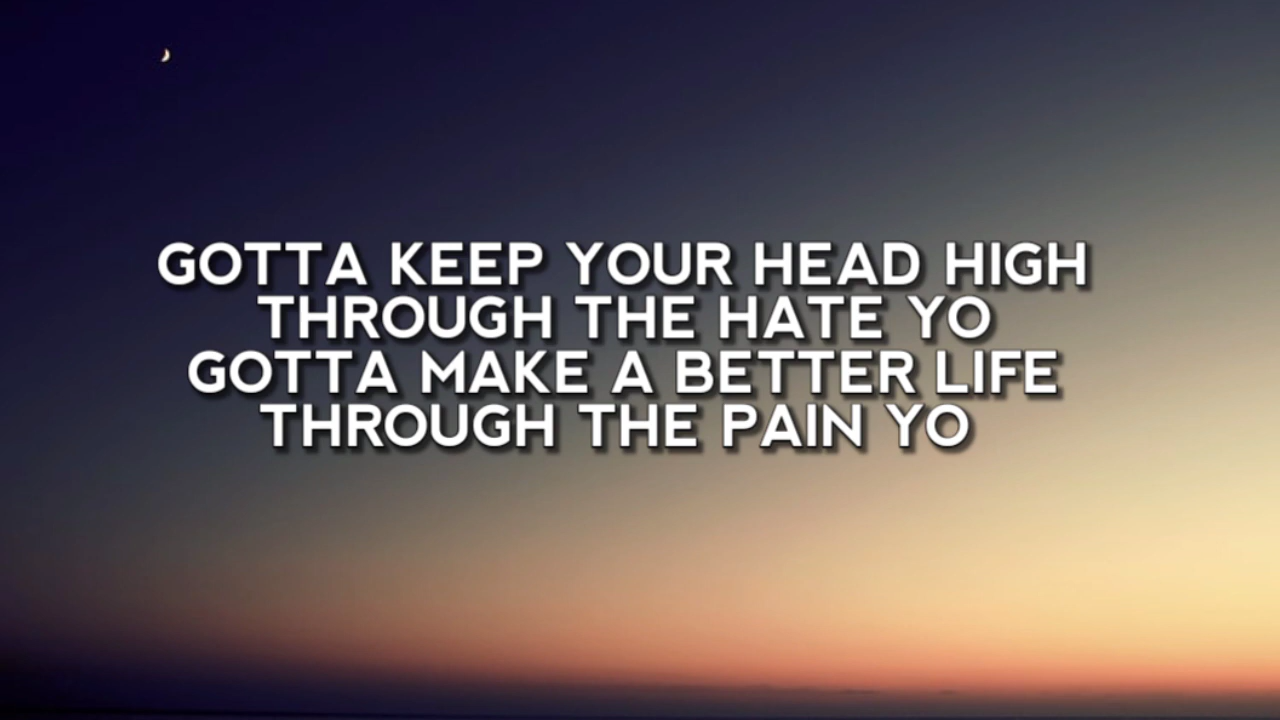 GOTTA KEEP YOUR HEAD HIGH
THROUGH THE HATE YO
GOTTA MAKE A BETTER LIFE
THROUGH THE PAIN YO